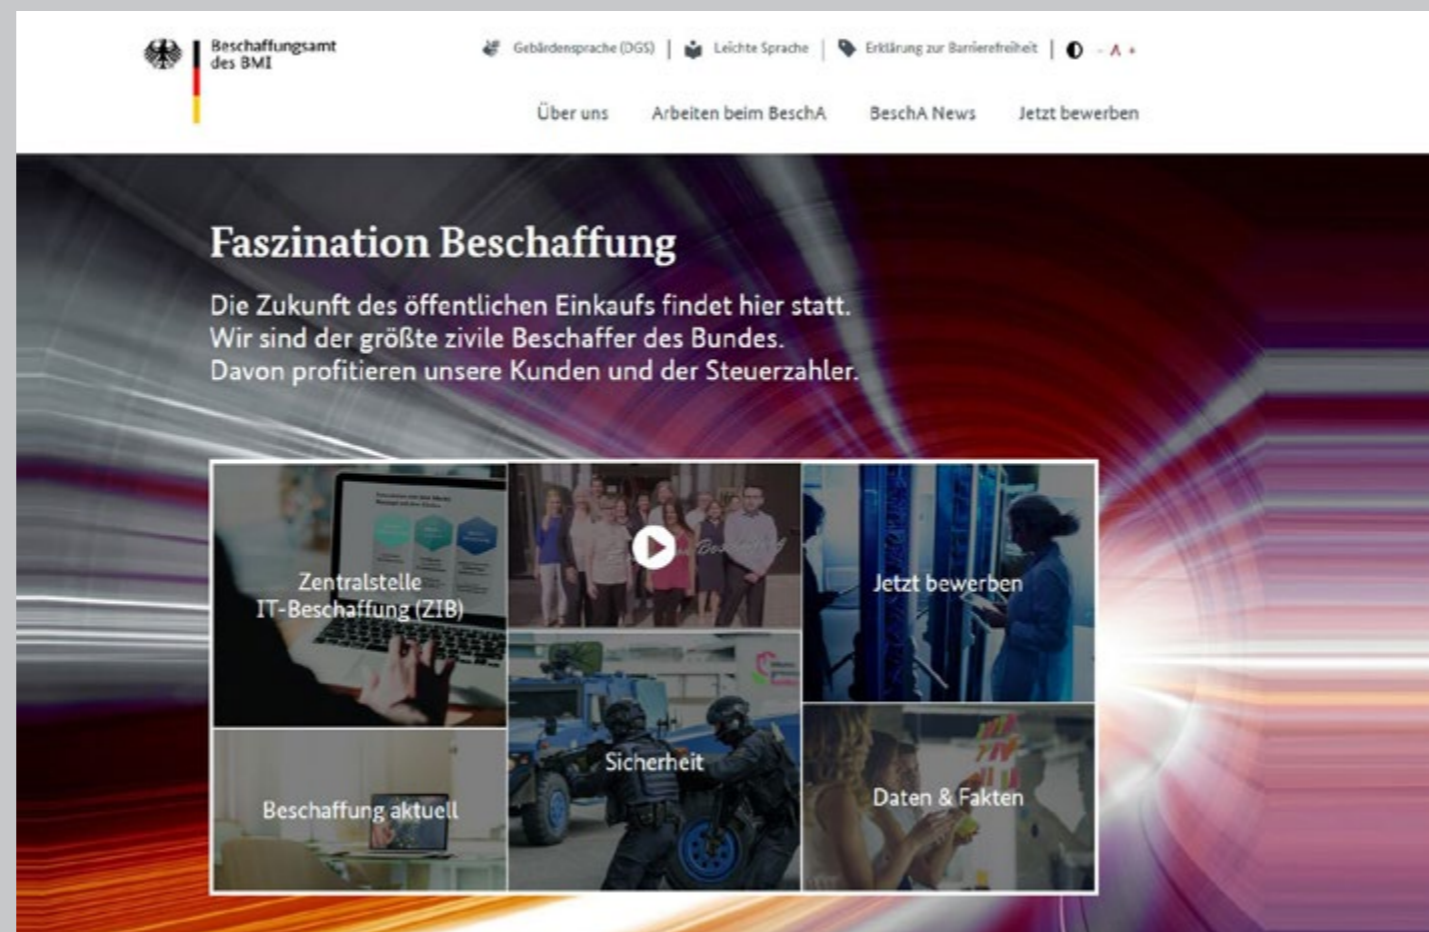 Beschaffungsamt
des BMI
Gebärdensprache (DGS) | Leichte Sprache | Erklärung zur Barrierefreiheit | - A +
Über uns Arbeiten beim BeschA BeschA News Jetzt bewerben
Faszination Beschaffung
Die Zukunft des öffentlichen Einkaufs findet hier statt.
Wir sind der größte zivile Beschaffer des Bundes.
Davon profitieren unsere Kunden und der Steuerzahler.
Zentralstelle
IT-Beschaffung (ZIB)
Jetzt bewerben
Sicherheit
Beschaffung aktuell
Daten & Fakten